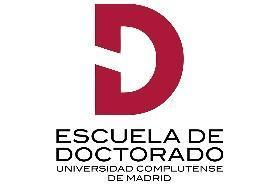 D
ESCUELA DE
DOCTORADO
UNIVERSIDAD COMPLUTENSE
DE MADRID